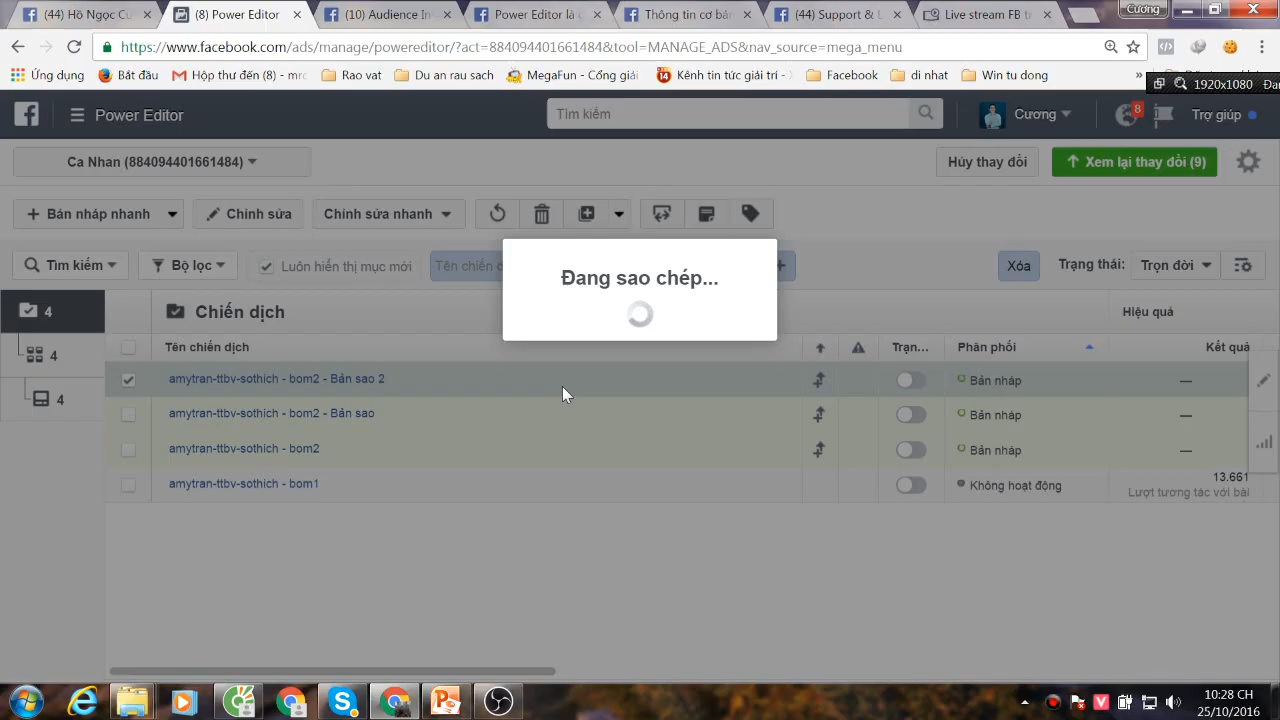 (44) Hồ Ngọc Cươ
(8) Power Editor
(10) Audience In
Power Editor là c
Thông tin cơ bản
(44) Support & E
Live stream FB tr
Cương
https://www.facebook.com/ads/manage/powereditor/?act=884094401661484&tool=MANAGE_ADS&nav_source=mega_menu
Ứng dụng
Bắt đầu
Hộp thư đến (8) - mrc
Rao vat
Du an rauxach
MegaFun - Cổng giải
Kênh tin tức giải trí -
Facebook
di nhat
Win tu dong
»
1920x1080 Đa
Power Editor
Tìm kiếm
Cương
8
Trợ giúp
Ca Nhan (884094401661484)
Hủy thay đổi
Xem lại thay đổi (9)
+ Bản nháp nhanh
Chỉnh sửa
Chỉnh sửa nhanh
Tìm kiếm
Bộ lọc
Luôn hiển thị mục mới
Tên chiến d
+
Xóa
Trạng thái:
Trọn đời
Đang sao chép...
4
Chiến dịch
Hiệu quả
4
Tên chiến dịch
Trạn...
Phân phối
Kết quả
amytran-ttbv-sothich - bom2 - Bản sao 2
Bản nháp
—
4
amytran-ttbv-sothich - bom2 - Bản sao
Bản nháp
—
amytran-ttbv-sothich - bom2
Bản nháp
—
amytran-ttbv-sothich - bom1
Không hoạt động
13.661
Lượt tương tác với bài
10:28 CH
25/10/2016